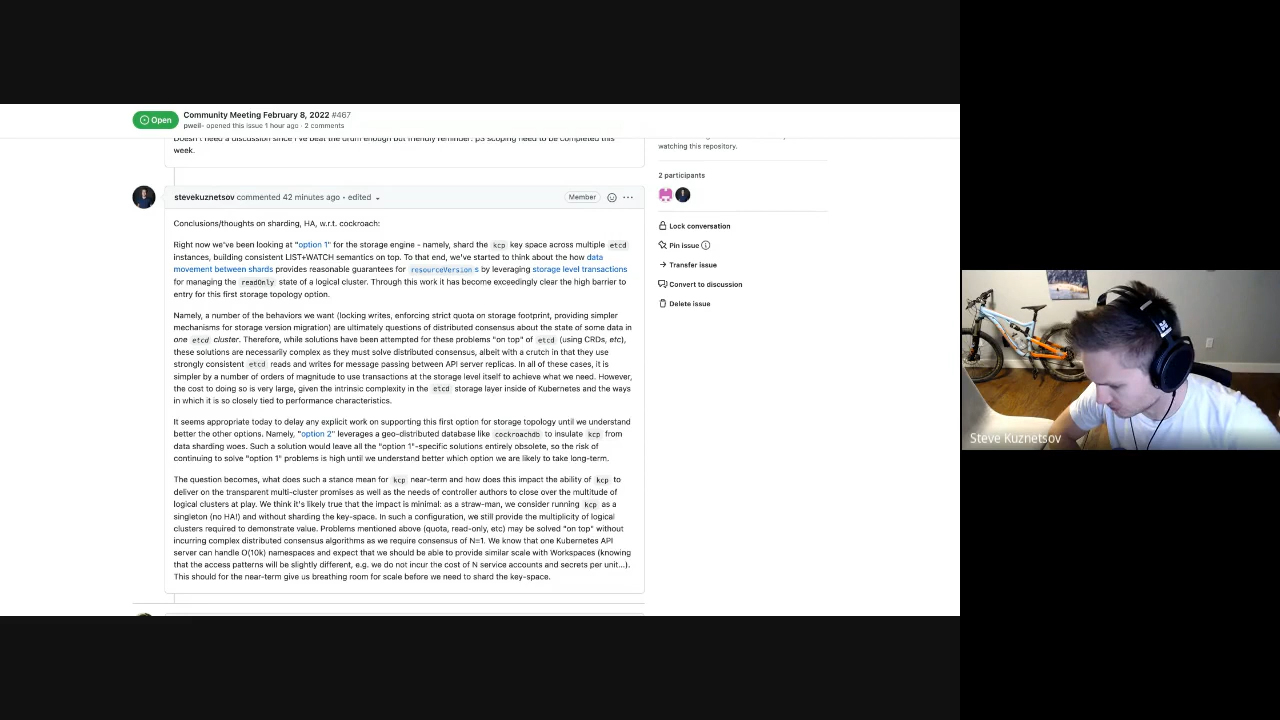 Open
Community Meeting February 8, 2022 #467
pweil- opened this issue 1 hour ago · 2 comments
Doesn't need a discussion since I've beat the drum enough but friendly reminder: p3 scoping need to be completed this
week.
stevekuznetsov commented 42 minutes ago • edited
Member
Conclusions/thoughts on sharding, HA, w.r.t. cockroach:
Right now we've been looking at "option 1" for the storage engine - namely, shard the kcp key space across multiple etcd
instances, building consistent LIST+WATCH semantics on top. To that end, we've started to think about the how data
movement between shards provides reasonable guarantees for resourceVersion s by leveraging storage level transactions
for managing the readOnly state of a logical cluster. Through this work it has become exceedingly clear the high barrier to
entry for this first storage topology option.
Namely, a number of the behaviors we want (locking writes, enforcing strict quota on storage footprint, providing simpler
mechanisms for storage version migration) are ultimately questions of distributed consensus about the state of some data in
one etcd cluster. Therefore, while solutions have been attempted for these problems "on top" of etcd (using CRDs, etc),
these solutions are necessarily complex as they must solve distributed consensus, albeit with a crutch in that they use
strongly consistent etcd reads and writes for message passing between API server replicas. In all of these cases, it is
simpler by a number of orders of magnitude to use transactions at the storage level itself to achieve what we need. However,
the cost to doing so is very large, given the intrinsic complexity in the etcd storage layer inside of Kubernetes and the ways
in which it is so closely tied to performance characteristics.
It seems appropriate today to delay any explicit work on supporting this first option for storage topology until we understand
better the other options. Namely, "option 2" leverages a geo-distributed database like cockroachdb to insulate kcp from
data sharding woes. Such a solution would leave all the "option 1"-specific solutions entirely obsolete, so the risk of
continuing to solve "option 1" problems is high until we understand better which option we are likely to take long-term.
The question becomes, what does such a stance mean for kcp near-term and how does this impact the ability of kcp to
deliver on the transparent multi-cluster promises as well as the needs of controller authors to close over the multitude of
logical clusters at play. We think it's likely true that the impact is minimal: as a straw-man, we consider running kcp as a
singleton (no HA!) and without sharding the key-space. In such a configuration, we still provide the multiplicity of logical
clusters required to demonstrate value. Problems mentioned above (quota, read-only, etc) may be solved "on top" without
incurring complex distributed consensus algorithms as we require consensus of N=1. We know that one Kubernetes API
server can handle O(10k) namespaces and expect that we should be able to provide similar scale with Workspaces (knowing
that the access patterns will be slightly different, e.g. we do not incur the cost of N service accounts and secrets per unit...).
This should for the near-term give us breathing room for scale before we need to shard the key-space.
watching this repository.
2 participants
Lock conversation
Pin issue
Transfer issue
Convert to discussion
Delete issue
Steve Kuznetsov